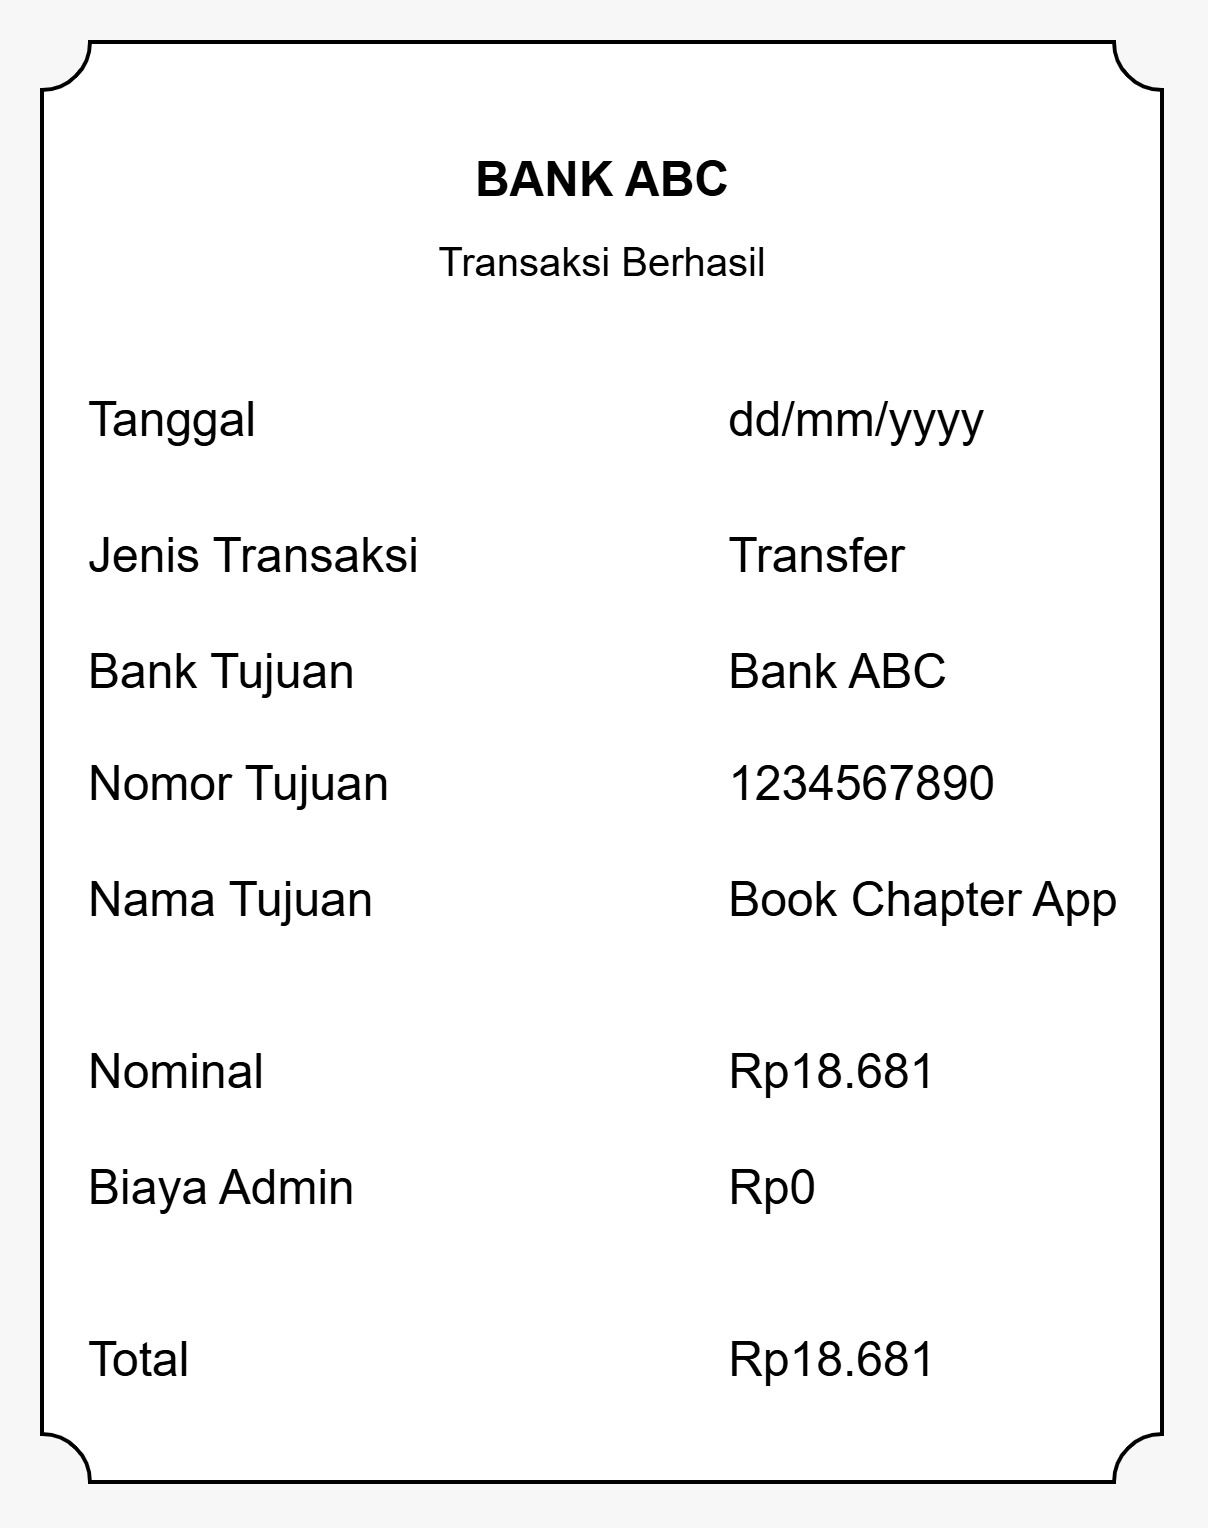 BANK ABC
Transaksi Berhasil
Tanggal dd/mm/yyyy
Jenis Transaksi Transfer
Bank Tujuan Bank ABC
Nomor Tujuan 1234567890
Nama Tujuan Book Chapter App
Nominal Rp18.681
Biaya Admin Rp0
Total Rp18.681